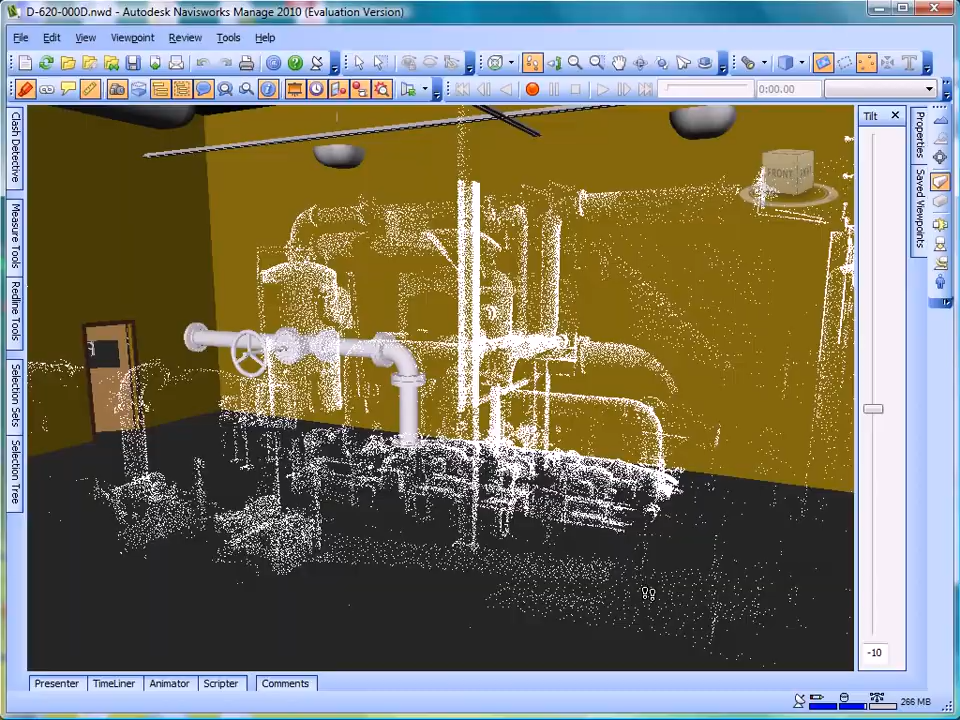 D-620-000D.nwd - Autodesk Navisworks Manage 2010 (Evaluation Version)
File Edit View Viewpoint Review Tools Help
0:00.00
Clash Detective
Measure Tools
Redline Tools
Selection Sets
Selection Tree
FRONT
Tilt
-10
Properties
Saved Viewpoints
Presenter TimeLiner Animator Scripter Comments
266 MB